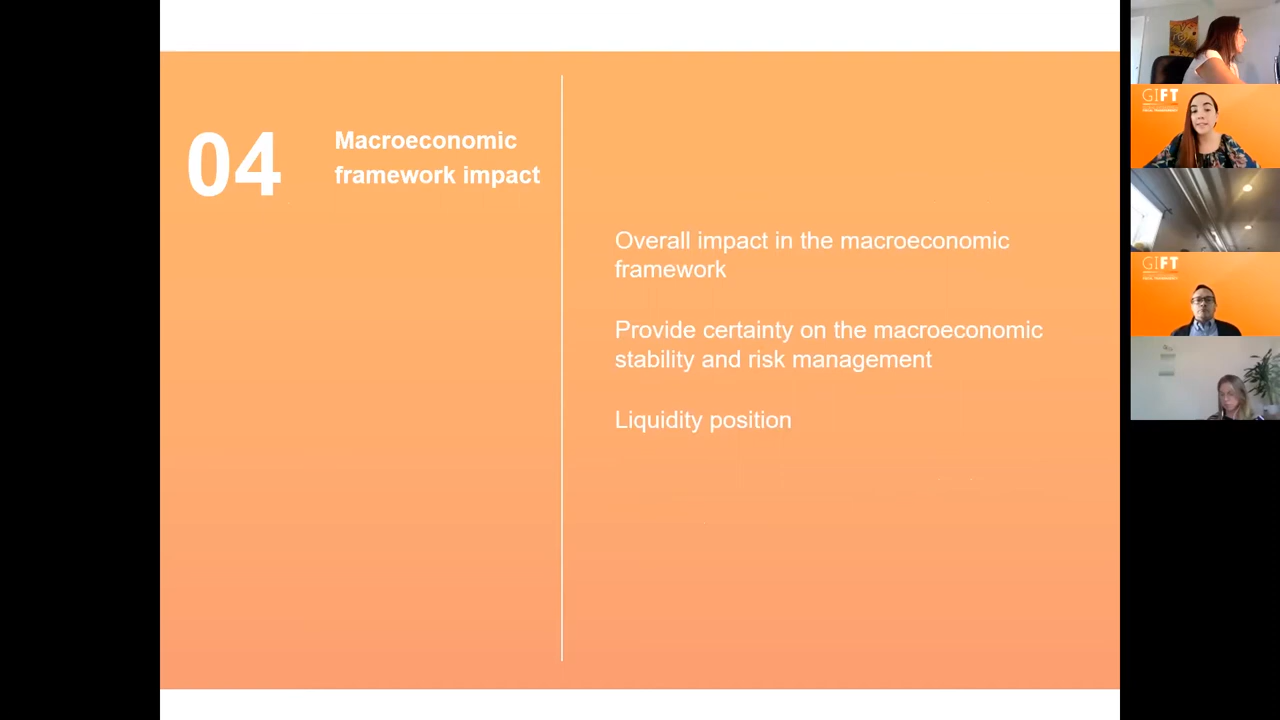 04
Macroeconomic
framework impact
Overall impact in the macroeconomic
framework
Provide certainty on the macroeconomic
stability and risk management
Liquidity position
GIFT
GIFT